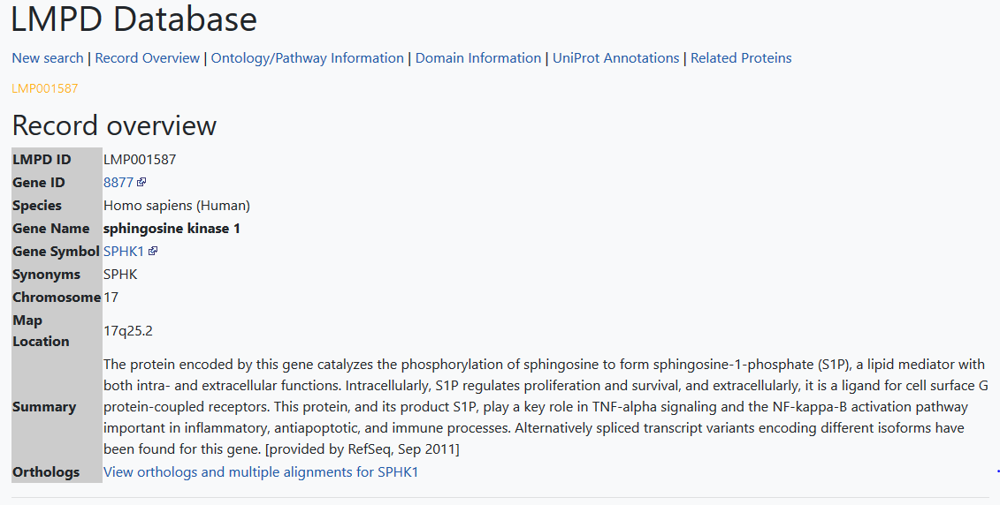 LMPD Database
New search | Record Overview | Ontology/Pathway Information | Domain Information | UniProt Annotations | Related Proteins
LMP001587
Record overview
LMPD ID LMP001587
Gene ID 8877
Species Homo sapiens (Human)
Gene Name sphingosine kinase 1
Gene Symbol SPHK1
Synonyms SPHK
Chromosome 17
Map
Location 17q25.2
The protein encoded by this gene catalyzes the phosphorylation of sphingosine to form sphingosine-1-phosphate (S1P), a lipid mediator with
both intra- and extracellular functions. Intracellularly, S1P regulates proliferation and survival, and extracellularly, it is a ligand for cell surface G
Summary protein-coupled receptors. This protein, and its product S1P, play a key role in TNF-alpha signaling and the NF-kappa-B activation pathway
important in inflammatory, antiapoptotic, and immune processes. Alternatively spliced transcript variants encoding different isoforms have
been found for this gene. [provided by RefSeq, Sep 2011]
Orthologs View orthologs and multiple alignments for SPHK1